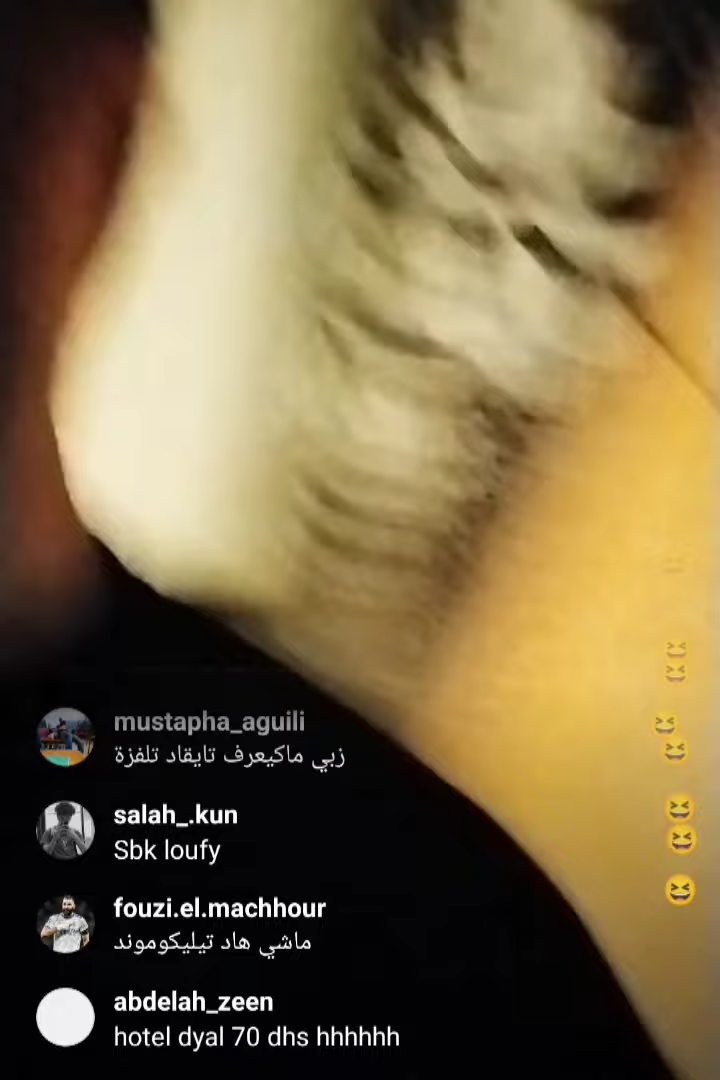 mustapha_aguili
زبي ماكيعرف تايقاد تلفزة
salah_.kun
Sbk loufy
fouzi.el.machhour
ماشي هاد تيليكوموند
abdelah_zeen
hotel dyal 70 dhs hhhhhh